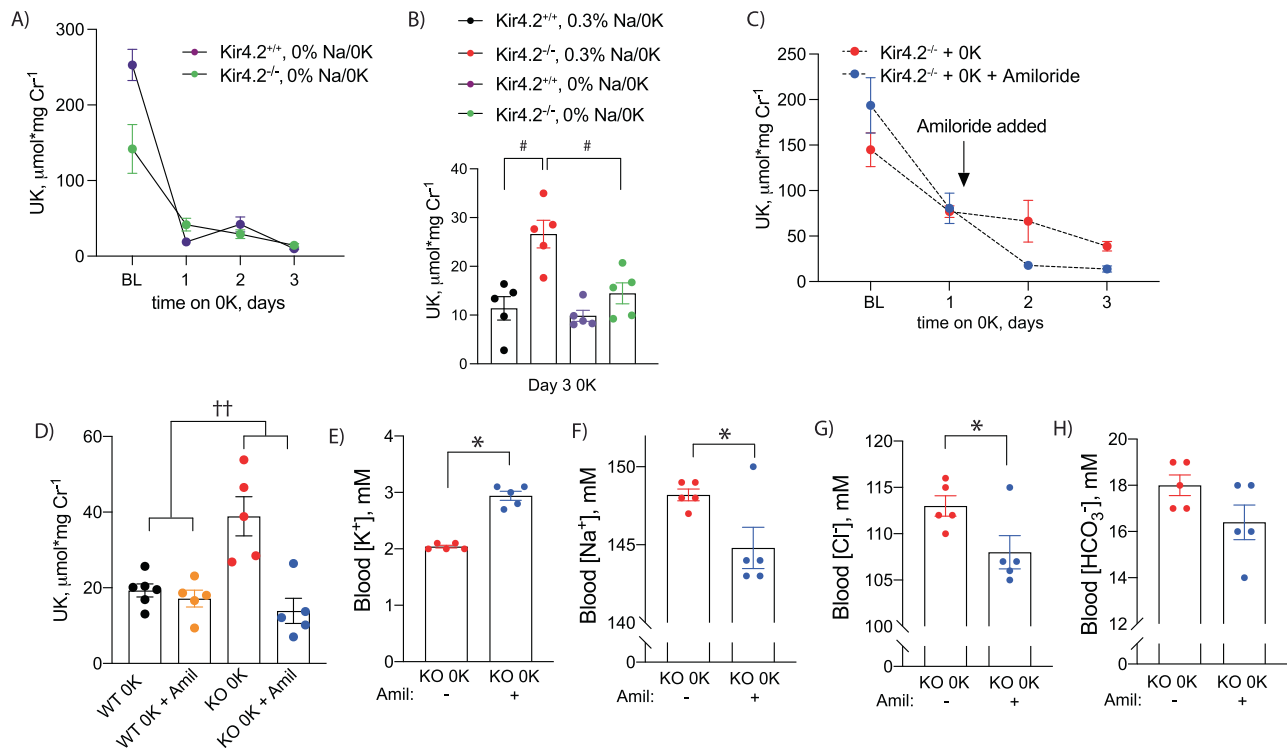 A)
UK, µmol*mg Cr⁻¹
300
250
200
150
100
50
0
Kir4.2⁺/⁺, 0% Na/0K
Kir4.2⁻/⁻, 0% Na/0K
BL 1 2 3
time on 0K, days
B)
Kir4.2⁺/⁺, 0.3% Na/0K
Kir4.2⁻/⁻, 0.3% Na/0K
Kir4.2⁺/⁺, 0% Na/0K
Kir4.2⁻/⁻, 0% Na/0K
# #
UK, µmol*mg Cr⁻¹
40
30
20
10
0
Day 3 0K
C)
UK, µmol*mg Cr⁻¹
250
200
150
100
50
0
Kir4.2⁻/⁻ + 0K
Kir4.2⁻/⁻ + 0K + Amiloride
Amiloride added
BL 1 2 3
time on 0K, days
D)
††
UK, µmol*mg Cr⁻¹
60
40
20
0
WT 0K
WT 0K + Amil
KO 0K
KO 0K + Amil
E)
*
Blood [K⁺], mM
4
3
2
1
0
KO 0K KO 0K
Amil: - +
F)
*
Blood [Na⁺], mM
150
145
140
0
KO 0K KO 0K
Amil: - +
G)
*
Blood [Cl⁻], mM
120
115
110
105
100
0
KO 0K KO 0K
Amil: - +
H)
Blood [HCO₃⁻], mM
20
18
16
14
12
0
KO 0K KO 0K
Amil: - +